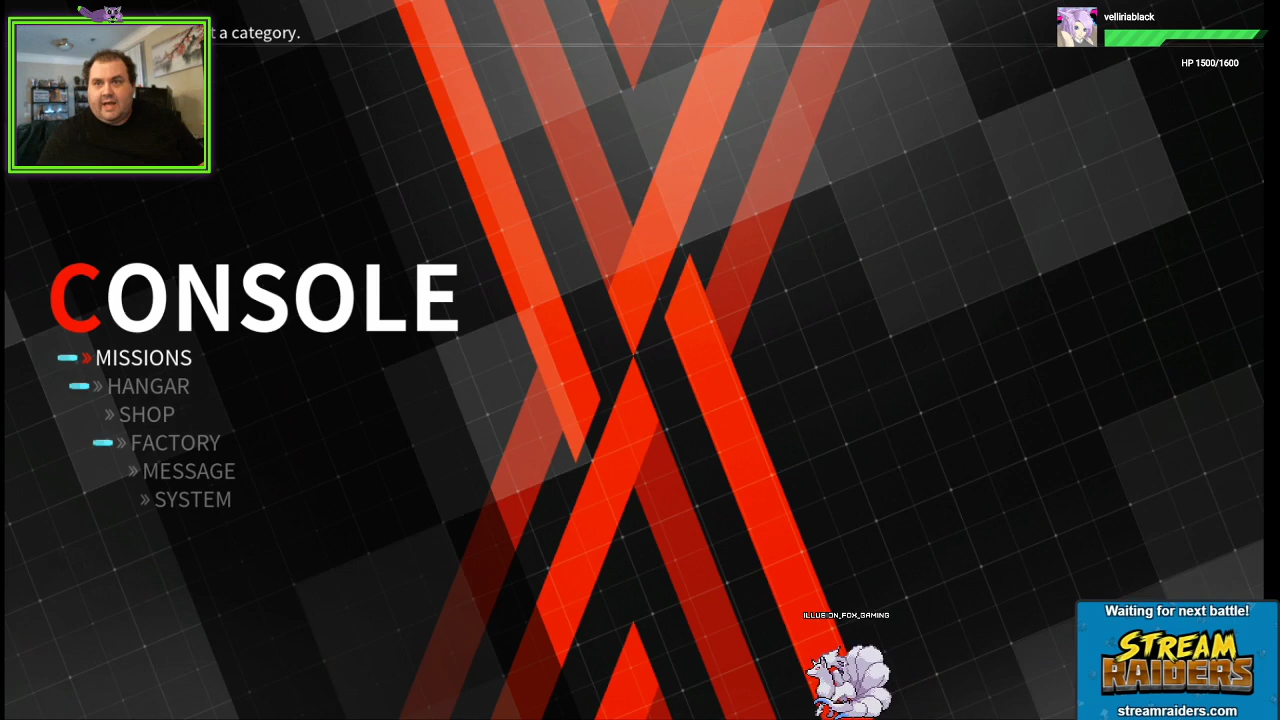 t a category.
velliriablack
HP 1500/1600
CONSOLE
MISSIONS
HANGAR
SHOP
FACTORY
MESSAGE
SYSTEM
ILLUSION_FOX_GAMING
Waiting for next battle!
STREAM
RAIDERS
streamraiders.com